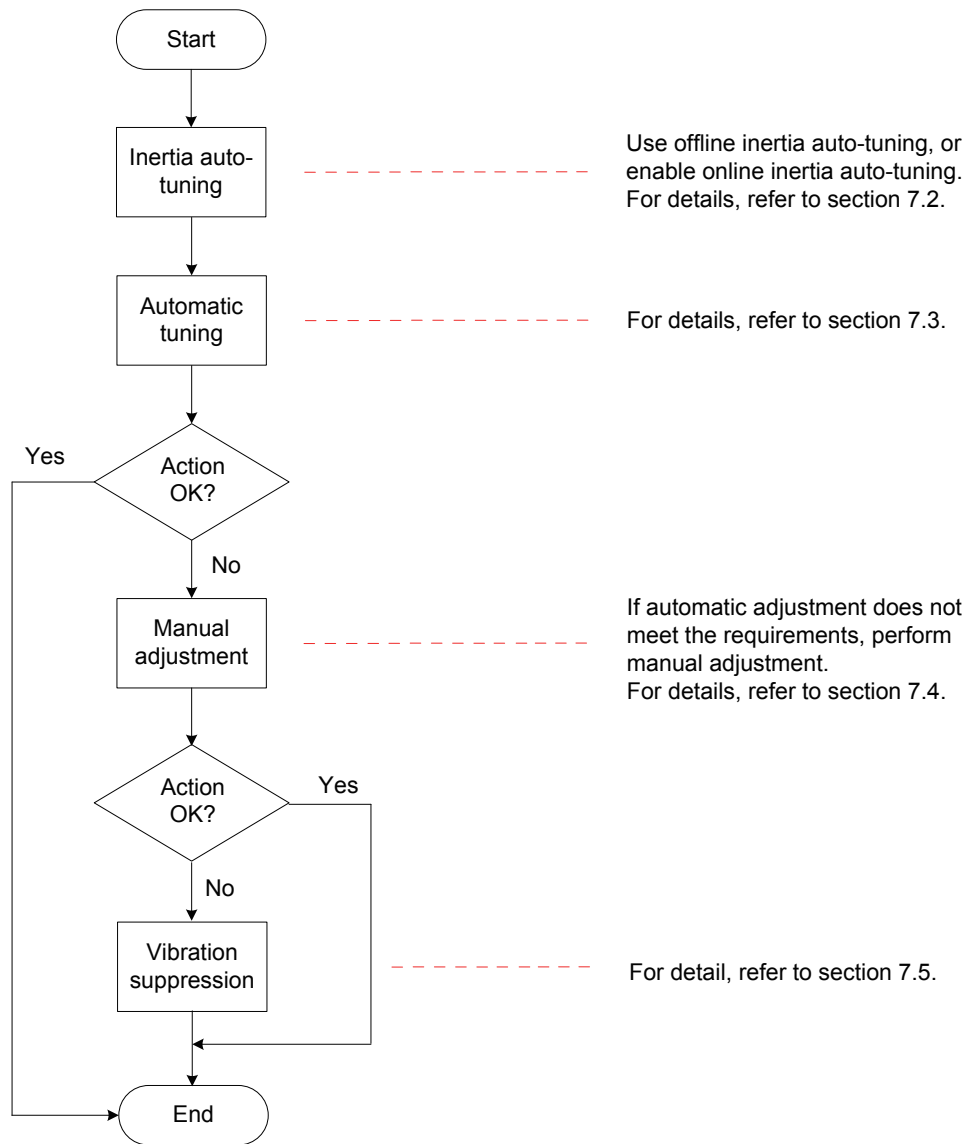 Start
Inertia auto-
tuning
Use offline inertia auto-tuning, or
enable online inertia auto-tuning.
For details, refer to section 7.2.
Automatic
tuning
For details, refer to section 7.3.
Yes
Action
OK?
No
Manual
adjustment
If automatic adjustment does not
meet the requirements, perform
manual adjustment.
For details, refer to section 7.4.
Action
OK?
Yes
No
Vibration
suppression
For detail, refer to section 7.5.
End